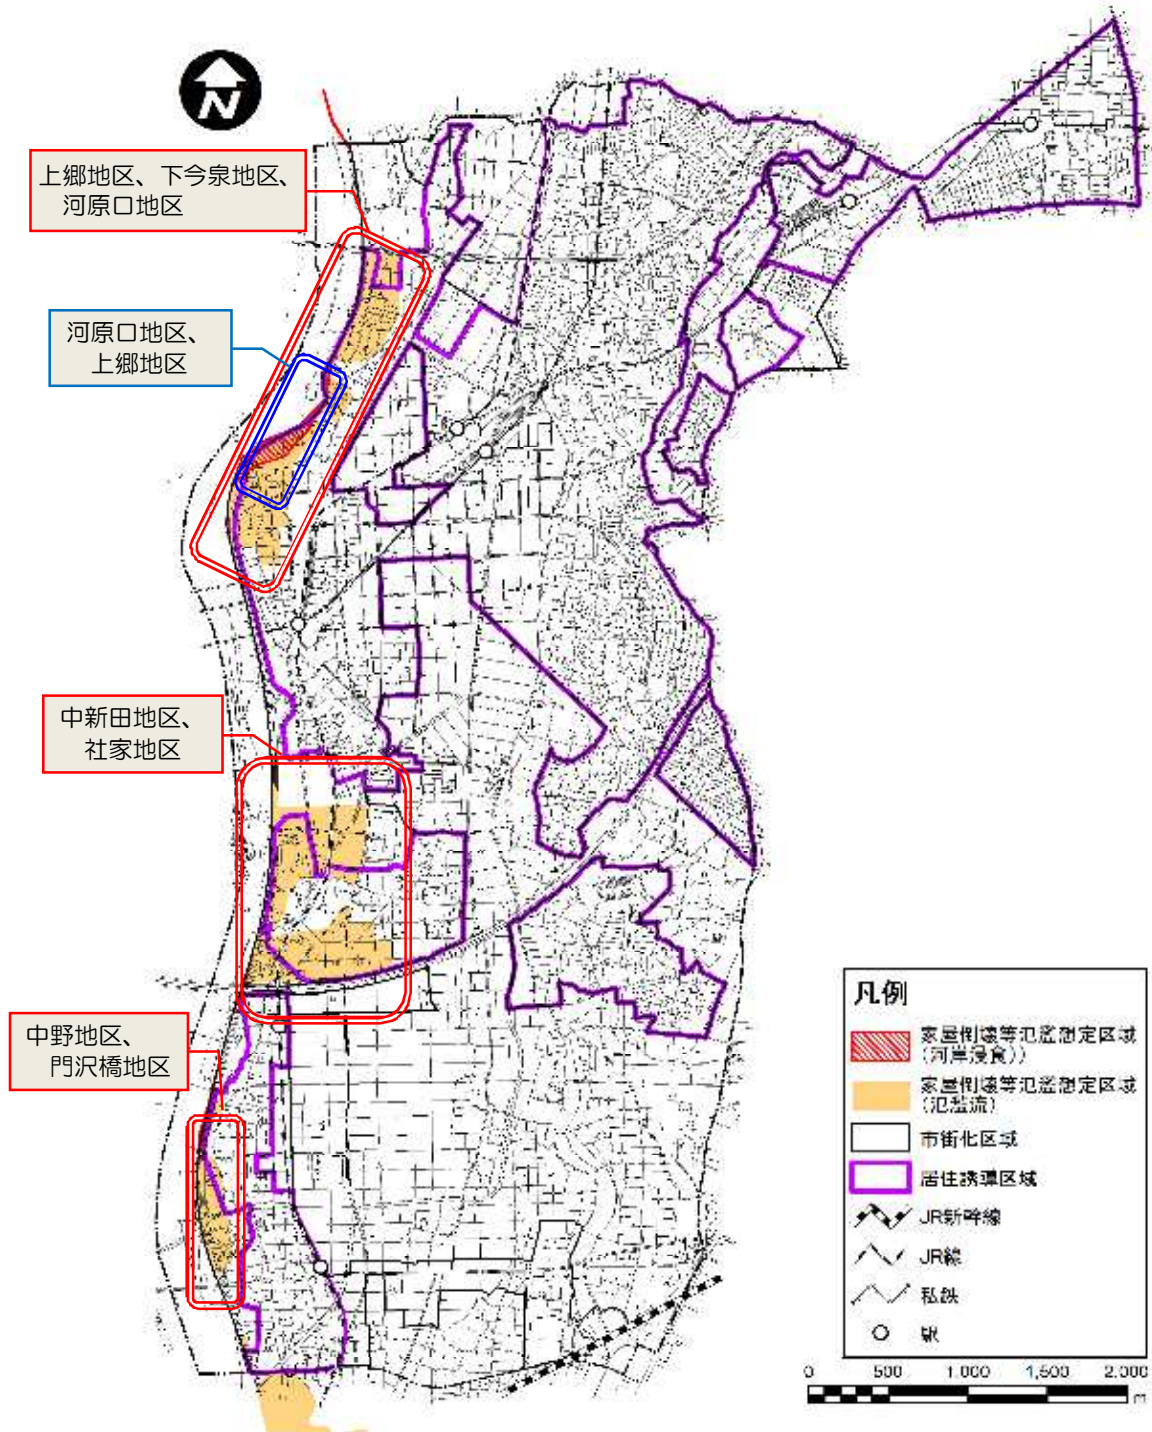 N
上郷地区、下今泉地区、
河原口地区
河原口地区、
上郷地区
中新田地区、
社家地区
中野地区、
門沢橋地区
凡例
家屋倒壊等氾濫想定区域
(河岸浸食))
家屋倒壊等氾濫想定区域
(氾濫流)
市街化区域
居住誘導区域
JR新幹線
JR線
私鉄
駅
0 500 1,000 1,500 2,000
m